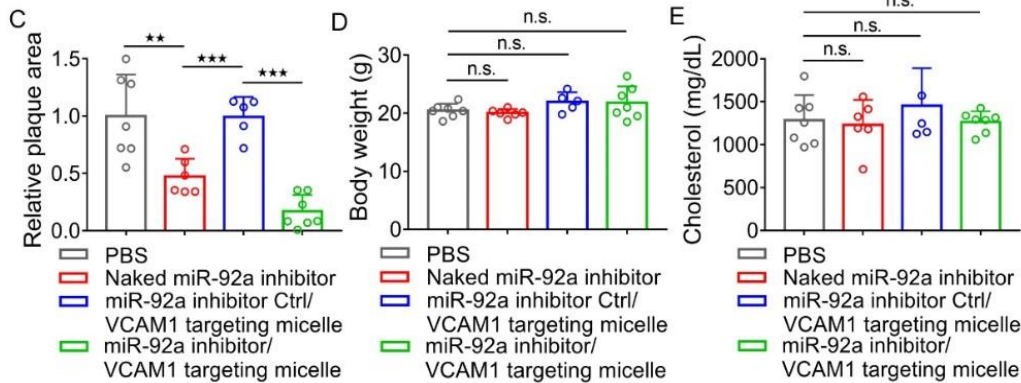 C
Relative plaque area
1.5
1.0
0.5
0.0
★★
★★★
★★★
PBS
Naked miR-92a inhibitor
miR-92a inhibitor Ctrl/
VCAM1 targeting micelle
miR-92a inhibitor/
VCAM1 targeting micelle
D
Body weight (g)
30
20
10
0
n.s.
n.s.
n.s.
PBS
Naked miR-92a inhibitor
miR-92a inhibitor Ctrl/
VCAM1 targeting micelle
miR-92a inhibitor/
VCAM1 targeting micelle
E
Cholesterol (mg/dL)
2000
1500
1000
500
0
n.s.
n.s.
n.s.
PBS
Naked miR-92a inhibitor
miR-92a inhibitor Ctrl/
VCAM1 targeting micelle
miR-92a inhibitor/
VCAM1 targeting micelle